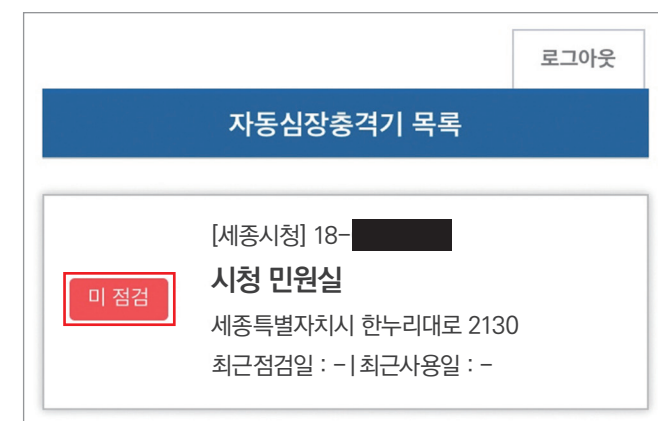 로그아웃
자동심장충격기 목록
[세종시청] 18-
시청 민원실
미 점검
세종특별자치시 한누리대로 2130
최근점검일 : - | 최근사용일 : -